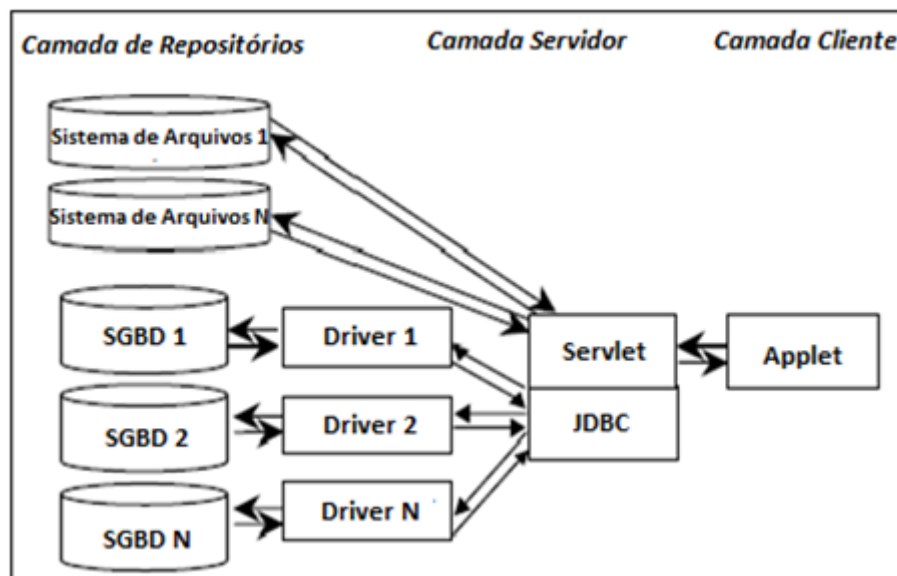 Camada de Repositórios
Camada Servidor
Camada Cliente
Sistema de Arquivos 1
Sistema de Arquivos N
SGBD 1
Driver 1
Servlet
Applet
SGBD 2
Driver 2
JDBC
SGBD N
Driver N